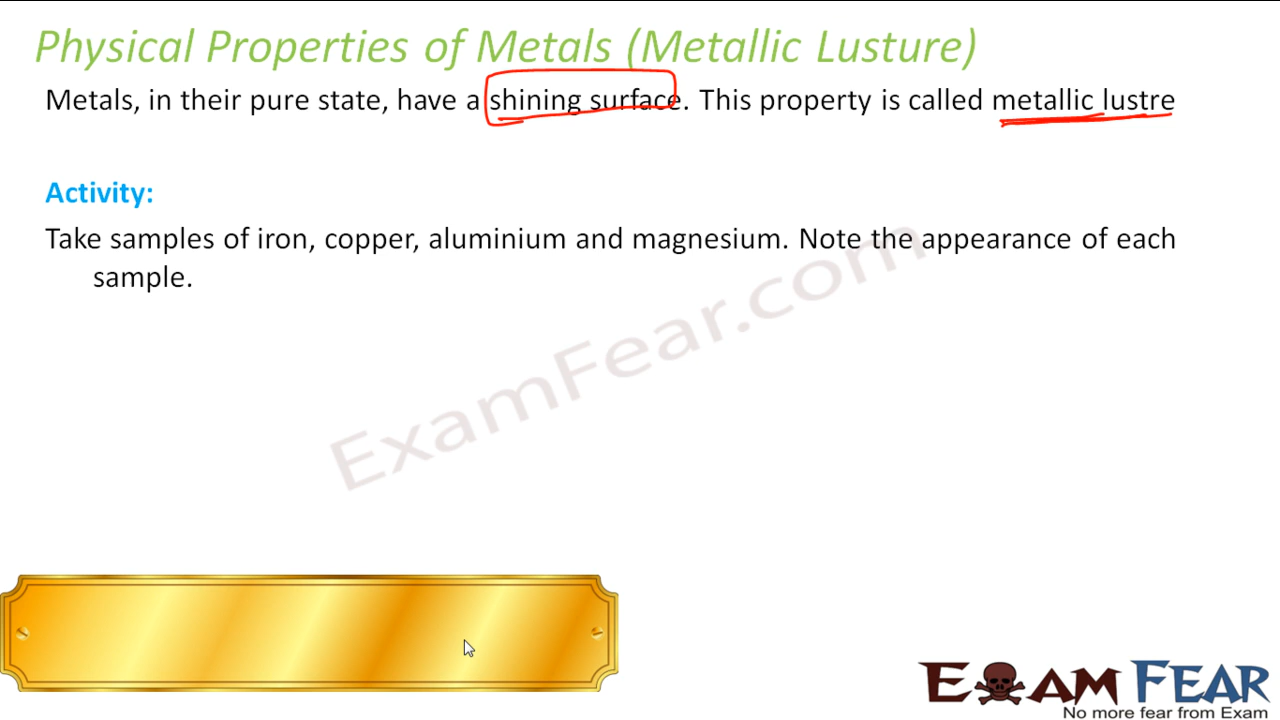 Physical Properties of Metals (Metallic Lusture)
Metals, in their pure state, have a shining surface. This property is called metallic lustre
Activity:
Take samples of iron, copper, aluminium and magnesium. Note the appearance of each
sample.
ExamFear.com
EXAM FEAR
No more fear from Exam